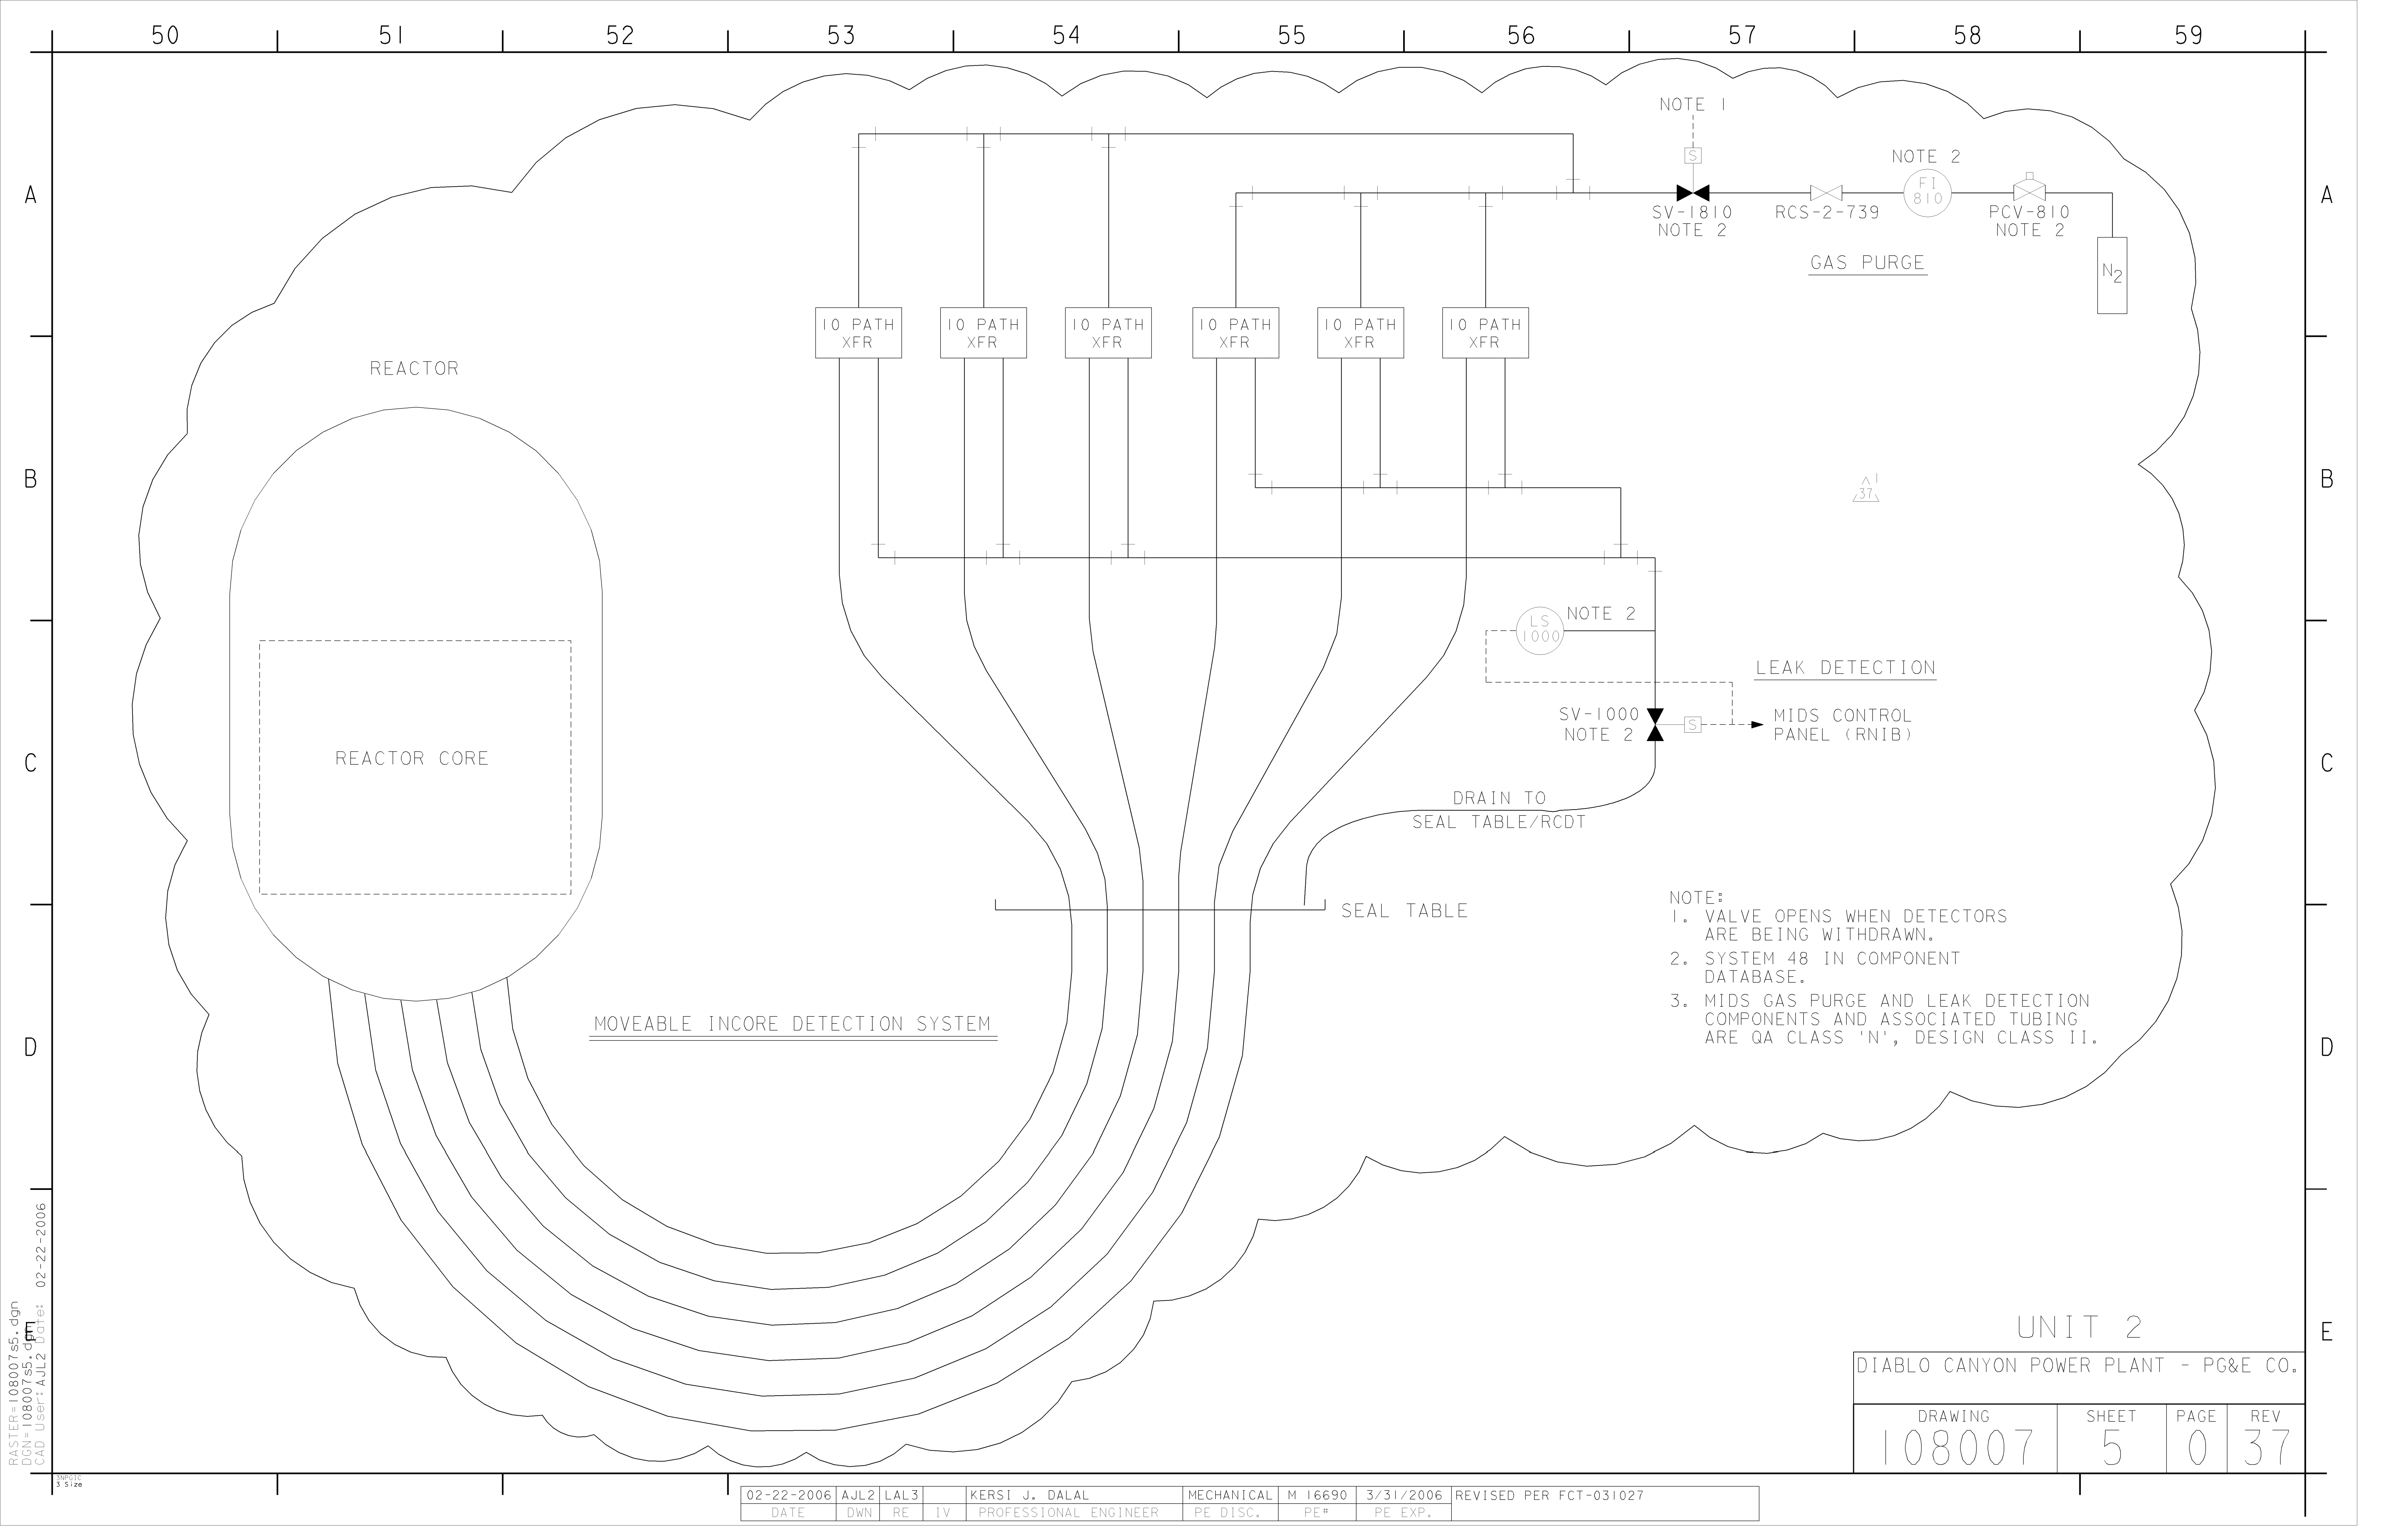 50 51 52 53 54 55 56 57 58 59
NOTE 1
S
NOTE 2
A
FI
810
A
SV-1810
NOTE 2
RCS-2-739
PCV-810
NOTE 2
GAS PURGE
N2
10 PATH
XFR
10 PATH
XFR
10 PATH
XFR
10 PATH
XFR
10 PATH
XFR
10 PATH
XFR
REACTOR
B
37
1
B
LS
1000
NOTE 2
LEAK DETECTION
SV-1000
NOTE 2
S
MIDS CONTROL
PANEL (RNIB)
C
REACTOR CORE
C
DRAIN TO
SEAL TABLE/RCDT
SEAL TABLE
NOTE:
1. VALVE OPENS WHEN DETECTORS
ARE BEING WITHDRAWN.
2. SYSTEM 48 IN COMPONENT
DATABASE.
3. MIDS GAS PURGE AND LEAK DETECTION
COMPONENTS AND ASSOCIATED TUBING
ARE QA CLASS 'N', DESIGN CLASS II.
MOVEABLE INCORE DETECTION SYSTEM
D
D
E
E
RASTER=108007s5.dgn
DGN=108007s5.dgn
CAD User: AJL2 Date: 02-22-2006
UNIT 2
DIABLO CANYON POWER PLANT - PG&E CO.
DRAWING SHEET PAGE REV
108007 5 0 37
3NPGIC
3 Size
02-22-2006 AJL2 LAL3 KERSI J. DALAL MECHANICAL M 16690 3/31/2006 REVISED PER FCT-031027
DATE DWN RE IV PROFESSIONAL ENGINEER PE DISC. PE# PE EXP.